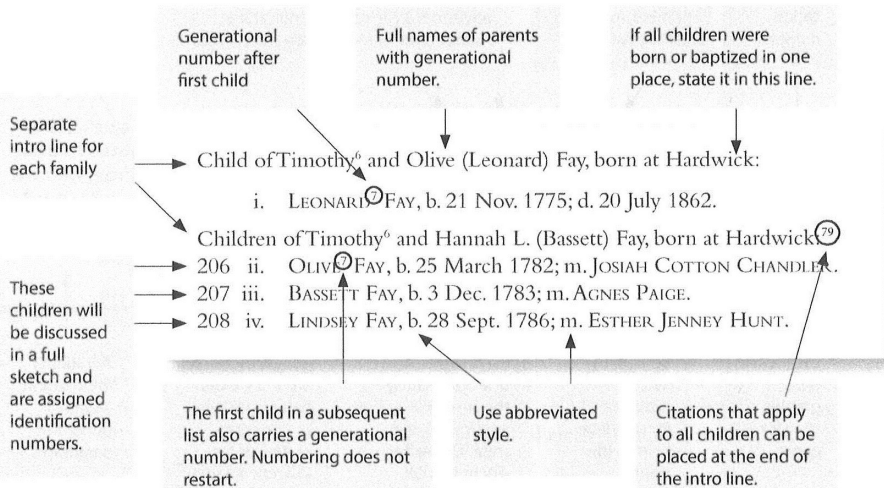 Generational
number after
first child
Full names of parents
with generational
number.
If all children were
born or baptized in one
place, state it in this line.
Separate
intro line for
each family
Child of Timothy⁶ and Olive (Leonard) Fay, born at Hardwick:
i. LEONARD⁷ FAY, b. 21 Nov. 1775; d. 20 July 1862.
Children of Timothy⁶ and Hannah L. (Bassett) Fay, born at Hardwick:⁷⁹
206 ii. OLIVE⁷ FAY, b. 25 March 1782; m. JOSIAH COTTON CHANDLER.
207 iii. BASSETT FAY, b. 3 Dec. 1783; m. AGNES PAIGE.
208 iv. LINDSEY FAY, b. 28 Sept. 1786; m. ESTHER JENNEY HUNT.
These
children will
be discussed
in a full
sketch and
are assigned
identification
numbers.
The first child in a subsequent
list also carries a generational
number. Numbering does not
restart.
Use abbreviated
style.
Citations that apply
to all children can be
placed at the end of
the intro line.